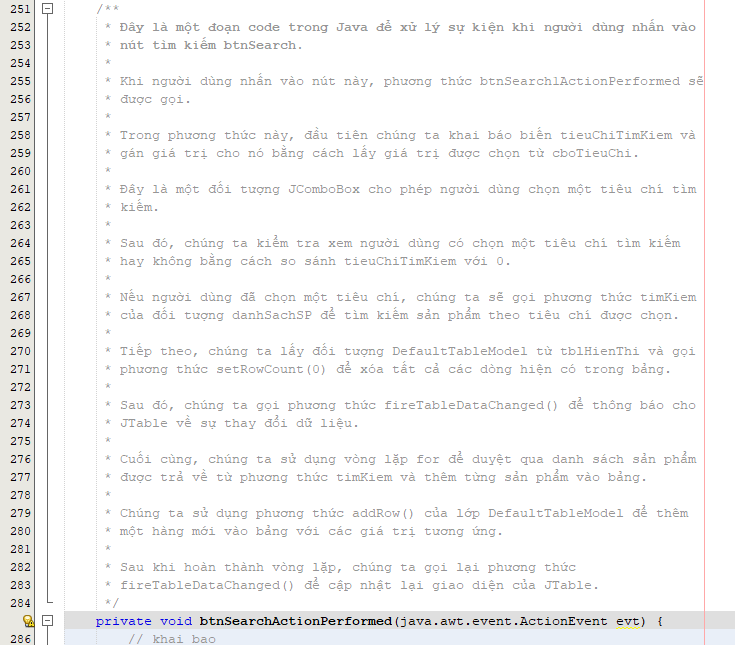 251 /**
252 * Đây là một đoạn code trong Java để xử lý sự kiện khi người dùng nhấn vào
253 * nút tìm kiếm btnSearch.
254 *
255 * Khi người dùng nhấn vào nút này, phương thức btnSearch1ActionPerformed sẽ
256 * được gọi.
257 *
258 * Trong phương thức này, đầu tiên chúng ta khai báo biến tieuChiTimKiem và
259 * gán giá trị cho nó bằng cách lấy giá trị được chọn từ cboTieuChi.
260 *
261 * Đây là một đối tượng JComboBox cho phép người dùng chọn một tiêu chí tìm
262 * kiếm.
263 *
264 * Sau đó, chúng ta kiểm tra xem người dùng có chọn một tiêu chí tìm kiếm
265 * hay không bằng cách so sánh tieuChiTimKiem với 0.
266 *
267 * Nếu người dùng đã chọn một tiêu chí, chúng ta sẽ gọi phương thức timKiem
268 * của đối tượng danhSachSP để tìm kiếm sản phẩm theo tiêu chí được chọn.
269 *
270 * Tiếp theo, chúng ta lấy đối tượng DefaultTableModel từ tblHienThi và gọi
271 * phương thức setRowCount(0) để xóa tất cả các dòng hiện có trong bảng.
272 *
273 * Sau đó, chúng ta gọi phương thức fireTableDataChanged() để thông báo cho
274 * JTable về sự thay đổi dữ liệu.
275 *
276 * Cuối cùng, chúng ta sử dụng vòng lặp for để duyệt qua danh sách sản phẩm
277 * được trả về từ phương thức timKiem và thêm từng sản phẩm vào bảng.
278 *
279 * Chúng ta sử dụng phương thức addRow() của lớp DefaultTableModel để thêm
280 * một hàng mới vào bảng với các giá trị tương ứng.
281 *
282 * Sau khi hoàn thành vòng lặp, chúng ta gọi lại phương thức
283 * fireTableDataChanged() để cập nhật lại giao diện của JTable.
284 */
private void btnSearchActionPerformed(java.awt.event.ActionEvent evt) {
286 // khai bao